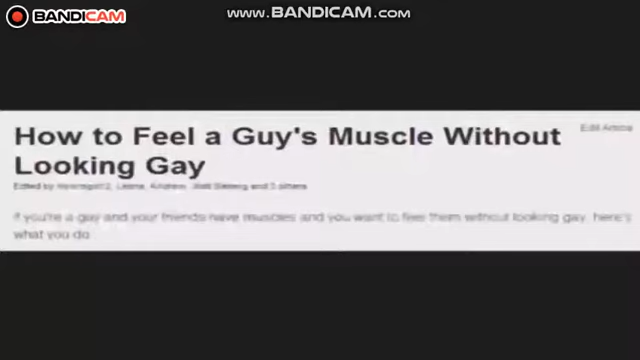 BANDICAM
www.BANDICAM.com
How to Feel a Guy's Muscle Without
Edit Article
Looking Gay
Edited by and 3 others
If you're a guy and your friends have muscles and you want to feel them without looking gay, here's
what you do